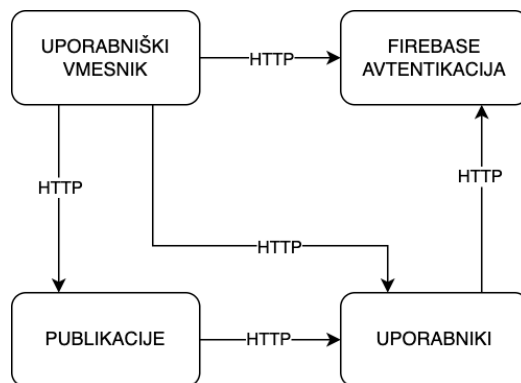 UPORABNIŠKI
VMESNIK
HTTP
FIREBASE
AVTENTIKACIJA
HTTP
HTTP
HTTP
PUBLIKACIJE
HTTP
UPORABNIKI